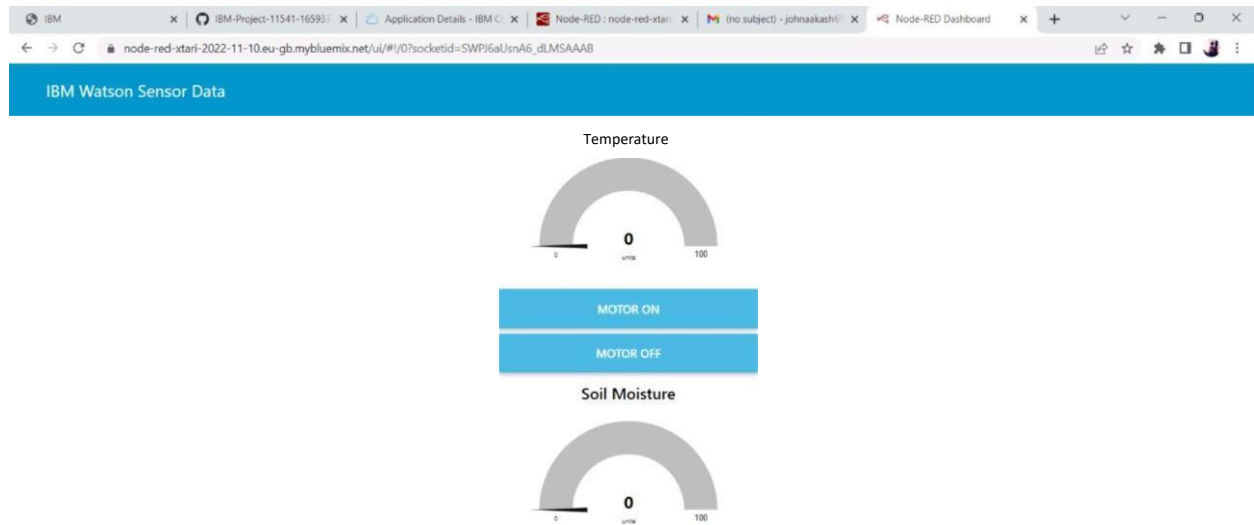 IBM
IBM-Project-11541-165933
Application Details - IBM Cl
Node-RED : node-red-xtari-
(no subject) - johnaakash6
Node-RED Dashboard
node-red-xtari-2022-11-10.eu-gb.mybluemix.net/ui/#!/0?socketid=SWPJ6aUsnA6_dLMSAAAB
IBM Watson Sensor Data
Temperature
0
0 units 100
MOTOR ON
MOTOR OFF
Soil Moisture
0
0 units 100